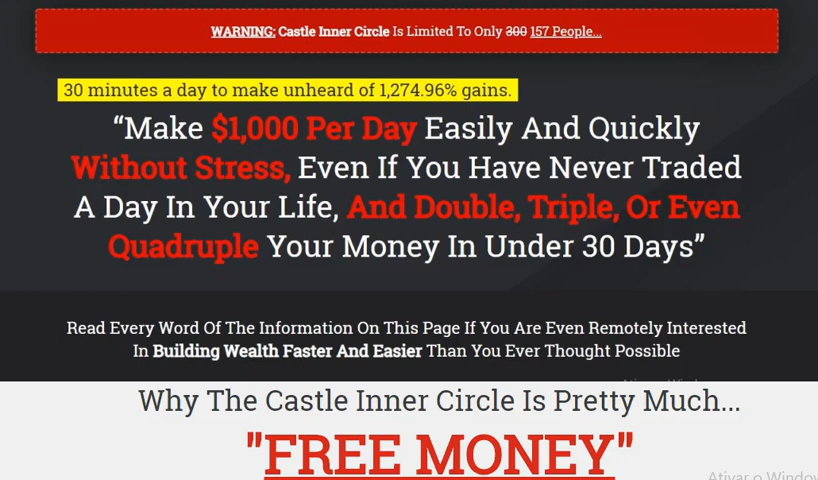 WARNING: Castle Inner Circle Is Limited To Only 300 157 People...
30 minutes a day to make unheard of 1,274.96% gains.
“Make $1,000 Per Day Easily And Quickly
Without Stress, Even If You Have Never Traded
A Day In Your Life, And Double, Triple, Or Even
Quadruple Your Money In Under 30 Days”
Read Every Word Of The Information On This Page If You Are Even Remotely Interested
In Building Wealth Faster And Easier Than You Ever Thought Possible
Why The Castle Inner Circle Is Pretty Much...
"FREE MONEY"
Ativar o Window